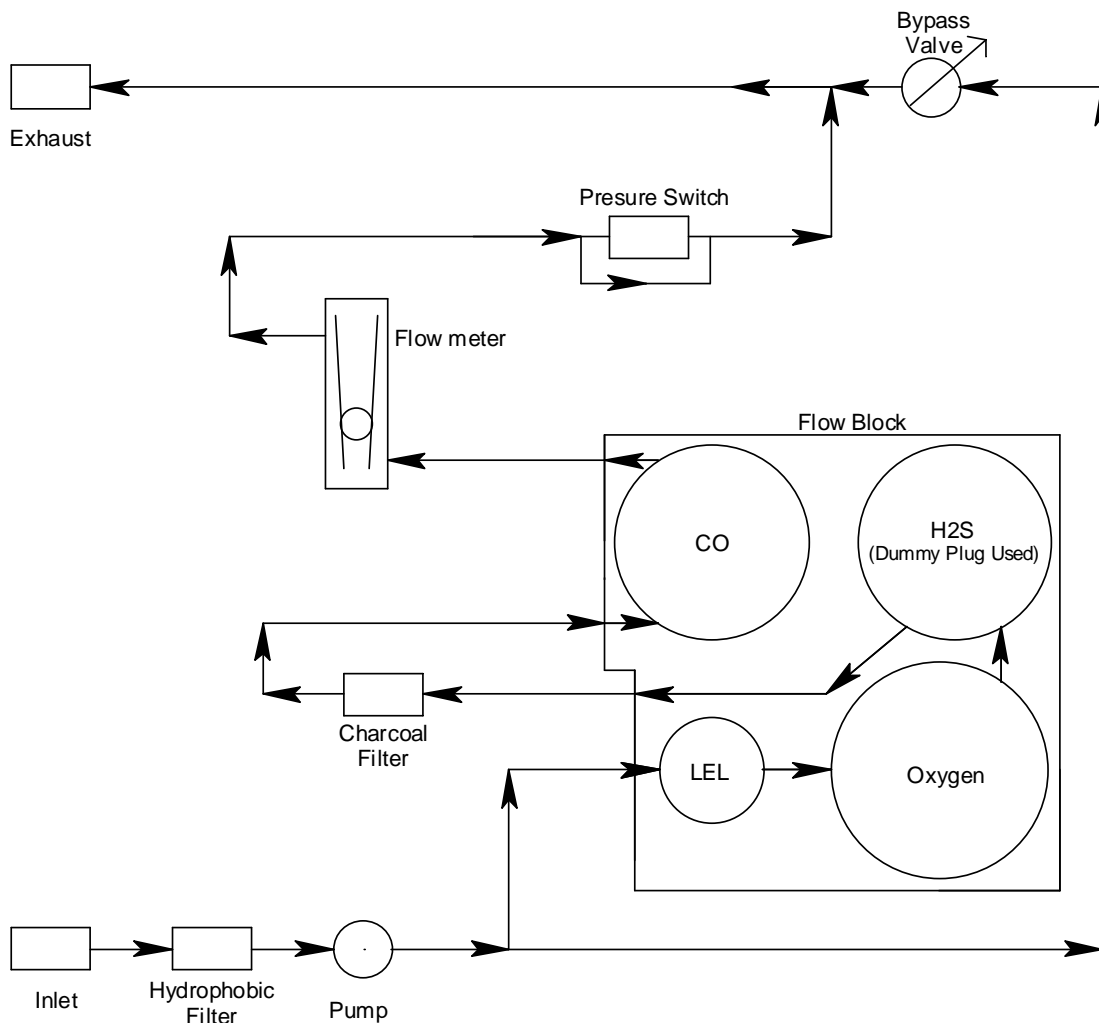 Bypass
Valve
Exhaust
Presure Switch
Flow meter
Flow Block
CO
H2S
(Dummy Plug Used)
Charcoal
Filter
LEL
Oxygen
Inlet
Hydrophobic
Filter
Pump